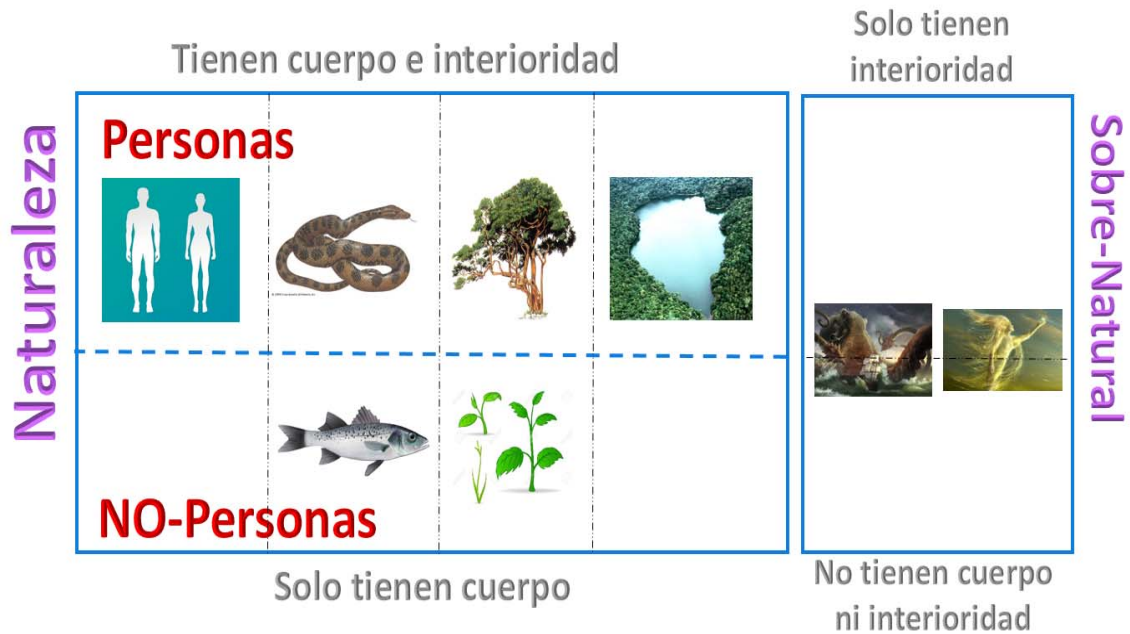 Solo tienen
interioridad
Tienen cuerpo e interioridad
Naturaleza
Personas
Sobre-Natural
NO-Personas
Solo tienen cuerpo
No tienen cuerpo
ni interioridad